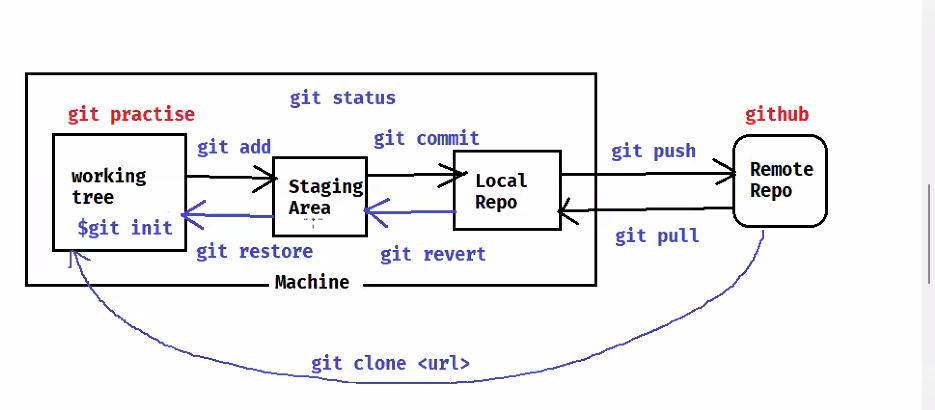 git status
git practise
github
git add
git commit
git push
working
tree
$git init
Staging
Area
Local
Repo
Remote
Repo
git restore
git revert
git pull
Machine
git clone <url>